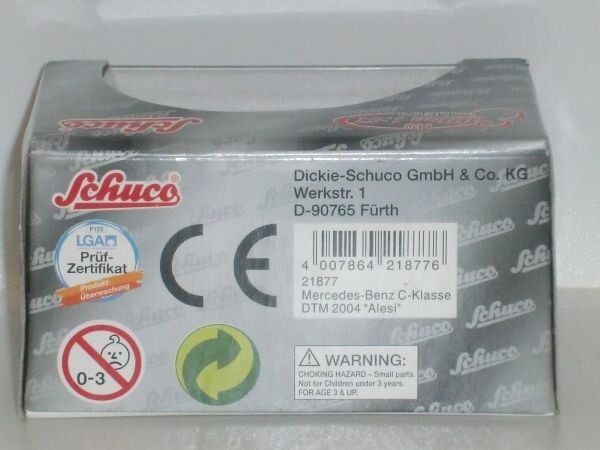 Schuco
Schuco
Dickie-Schuco GmbH & Co. KG
Werkstr. 1
D-90765 Fürth
P123
LGA
Prüf-
Zertifikat
Produkt-
Überwachung
CE
4 007864 218776
21877
Mercedes-Benz C-Klasse
DTM 2004 "Alesi"
0-3
WARNING:
CHOKING HAZARD – Small parts.
Not for Children under 3 years.
FOR AGE 3 & UP.